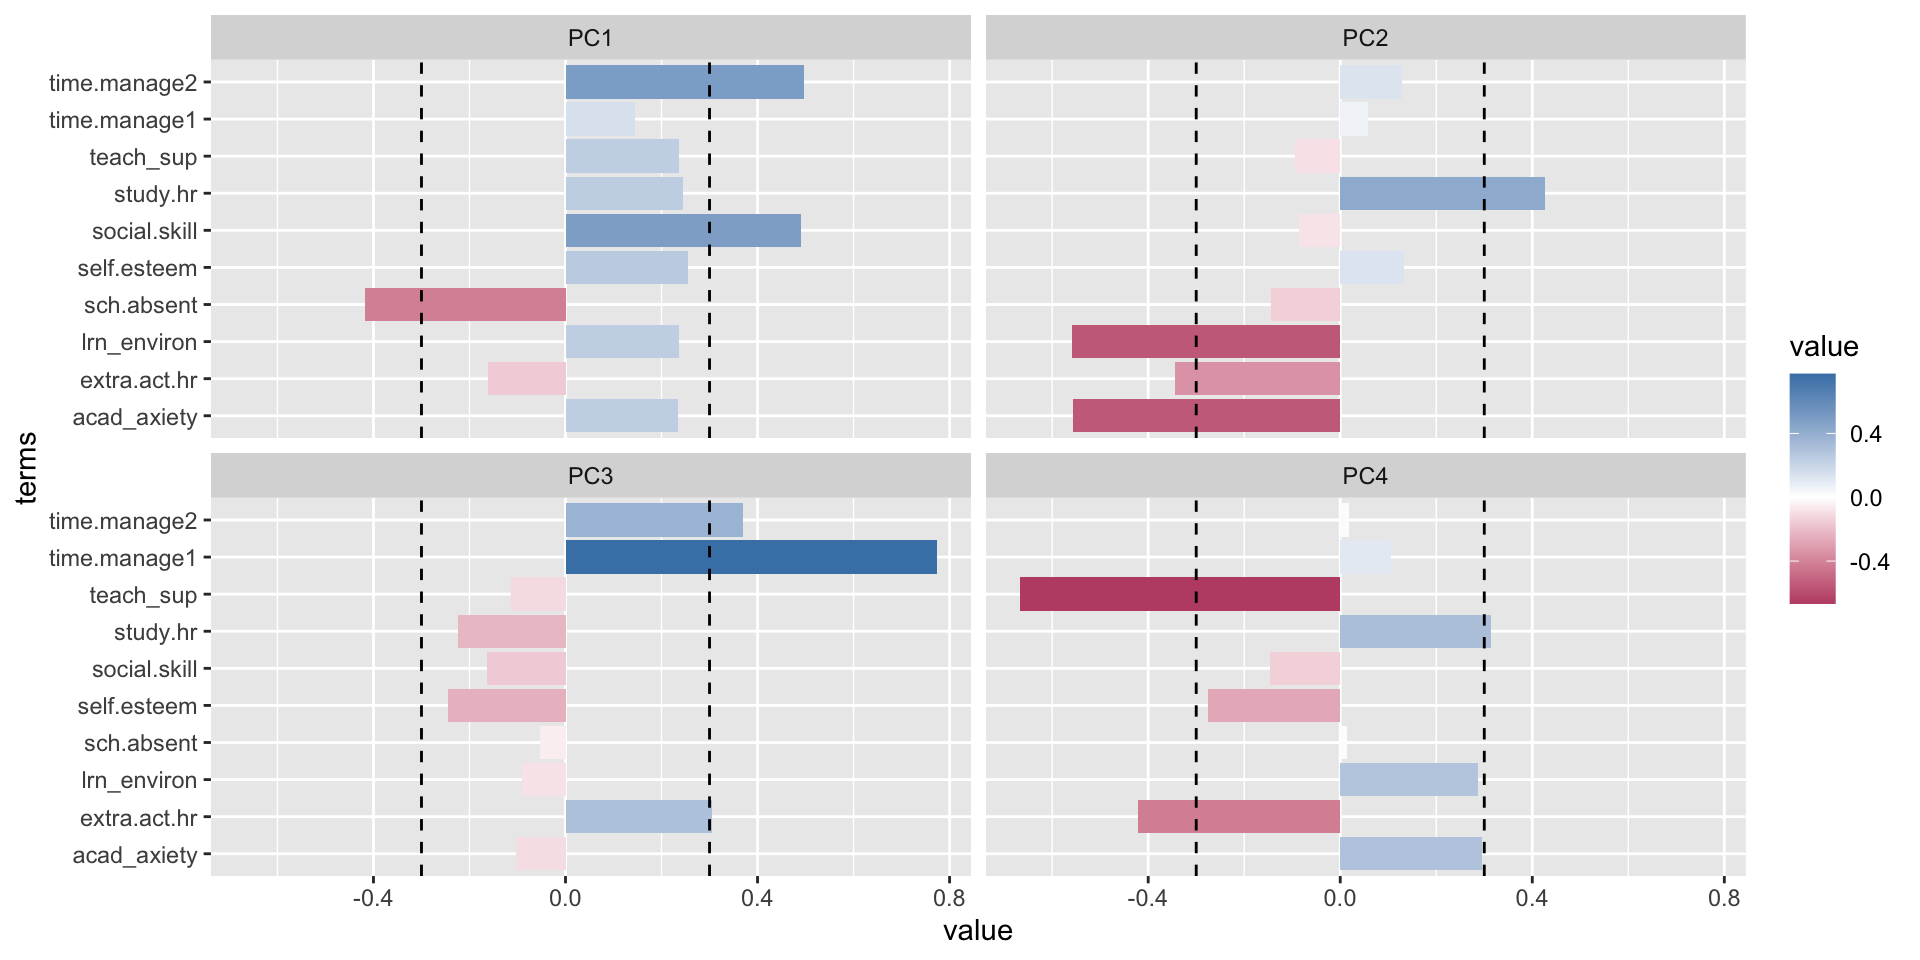 PC1
PC2
time.manage2
time.manage1
teach_sup
study.hr
social.skill
self.esteem
sch.absent
lrn_environ
extra.act.hr
acad_axiety
PC3
PC4
time.manage2
time.manage1
teach_sup
study.hr
social.skill
self.esteem
sch.absent
lrn_environ
extra.act.hr
acad_axiety
-0.4 0.0 0.4 0.8
-0.4 0.0 0.4 0.8
value
terms
value
0.4
0.0
-0.4